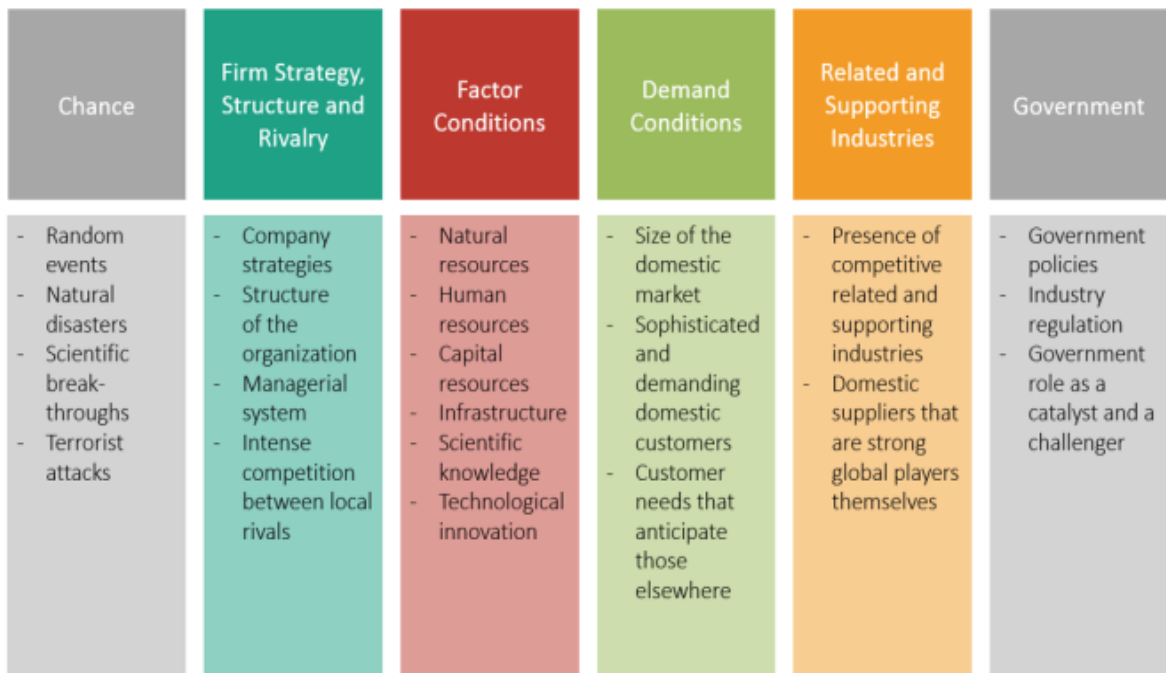 Chance
Firm Strategy,
Structure and
Rivalry
Factor
Conditions
Demand
Conditions
Related and
Supporting
Industries
Government
- Random
events
- Natural
disasters
- Scientific
break-
throughs
- Terrorist
attacks
- Company
strategies
- Structure
of the
organization
- Managerial
system
- Intense
competition
between local
rivals
- Natural
resources
- Human
resources
- Capital
resources
- Infrastructure
- Scientific
knowledge
- Technological
innovation
- Size of the
domestic
market
- Sophisticated
and
demanding
domestic
customers
- Customer
needs that
anticipate
those
elsewhere
- Presence of
competitive
related and
supporting
industries
- Domestic
suppliers that
are strong
global players
themselves
- Government
policies
- Industry
regulation
- Government
role as a
catalyst and a
challenger